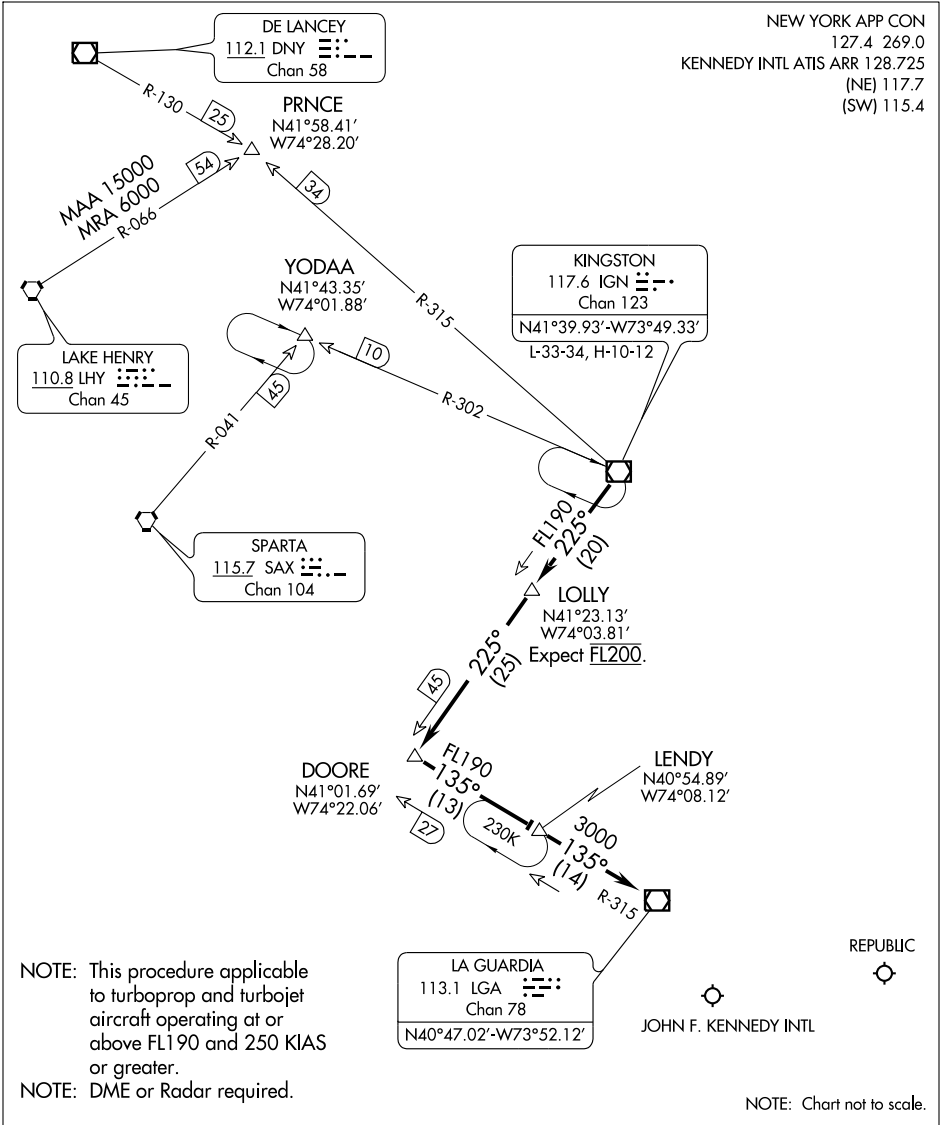 NEW YORK APP CON
127.4 269.0
KENNEDY INTL ATIS ARR 128.725
(NE) 117.7
(SW) 115.4
DE LANCEY
112.1 DNY
Chan 58
R-130
25
PRNCE
N41°58.41'
W74°28.20'
MAA 15000
MRA 6000
54
R-066
34
R-315
LAKE HENRY
110.8 LHY
Chan 45
YODAA
N41°43.35'
W74°01.88'
10
R-302
45
R-041
KINGSTON
117.6 IGN
Chan 123
N41°39.93'-W73°49.33'
L-33-34, H-10-12
SPARTA
115.7 SAX
Chan 104
FL190
225°
(20)
LOLLY
N41°23.13'
W74°03.81'
Expect FL200.
225°
(25)
45
DOORE
N41°01.69'
W74°22.06'
FL190
135°
(13)
27
230K
LENDY
N40°54.89'
W74°08.12'
3000
135°
(14)
R-315
LA GUARDIA
113.1 LGA
Chan 78
N40°47.02'-W73°52.12'
REPUBLIC
JOHN F. KENNEDY INTL
NOTE: This procedure applicable
to turboprop and turbojet
aircraft operating at or
above FL190 and 250 KIAS
or greater.
NOTE: DME or Radar required.
NOTE: Chart not to scale.